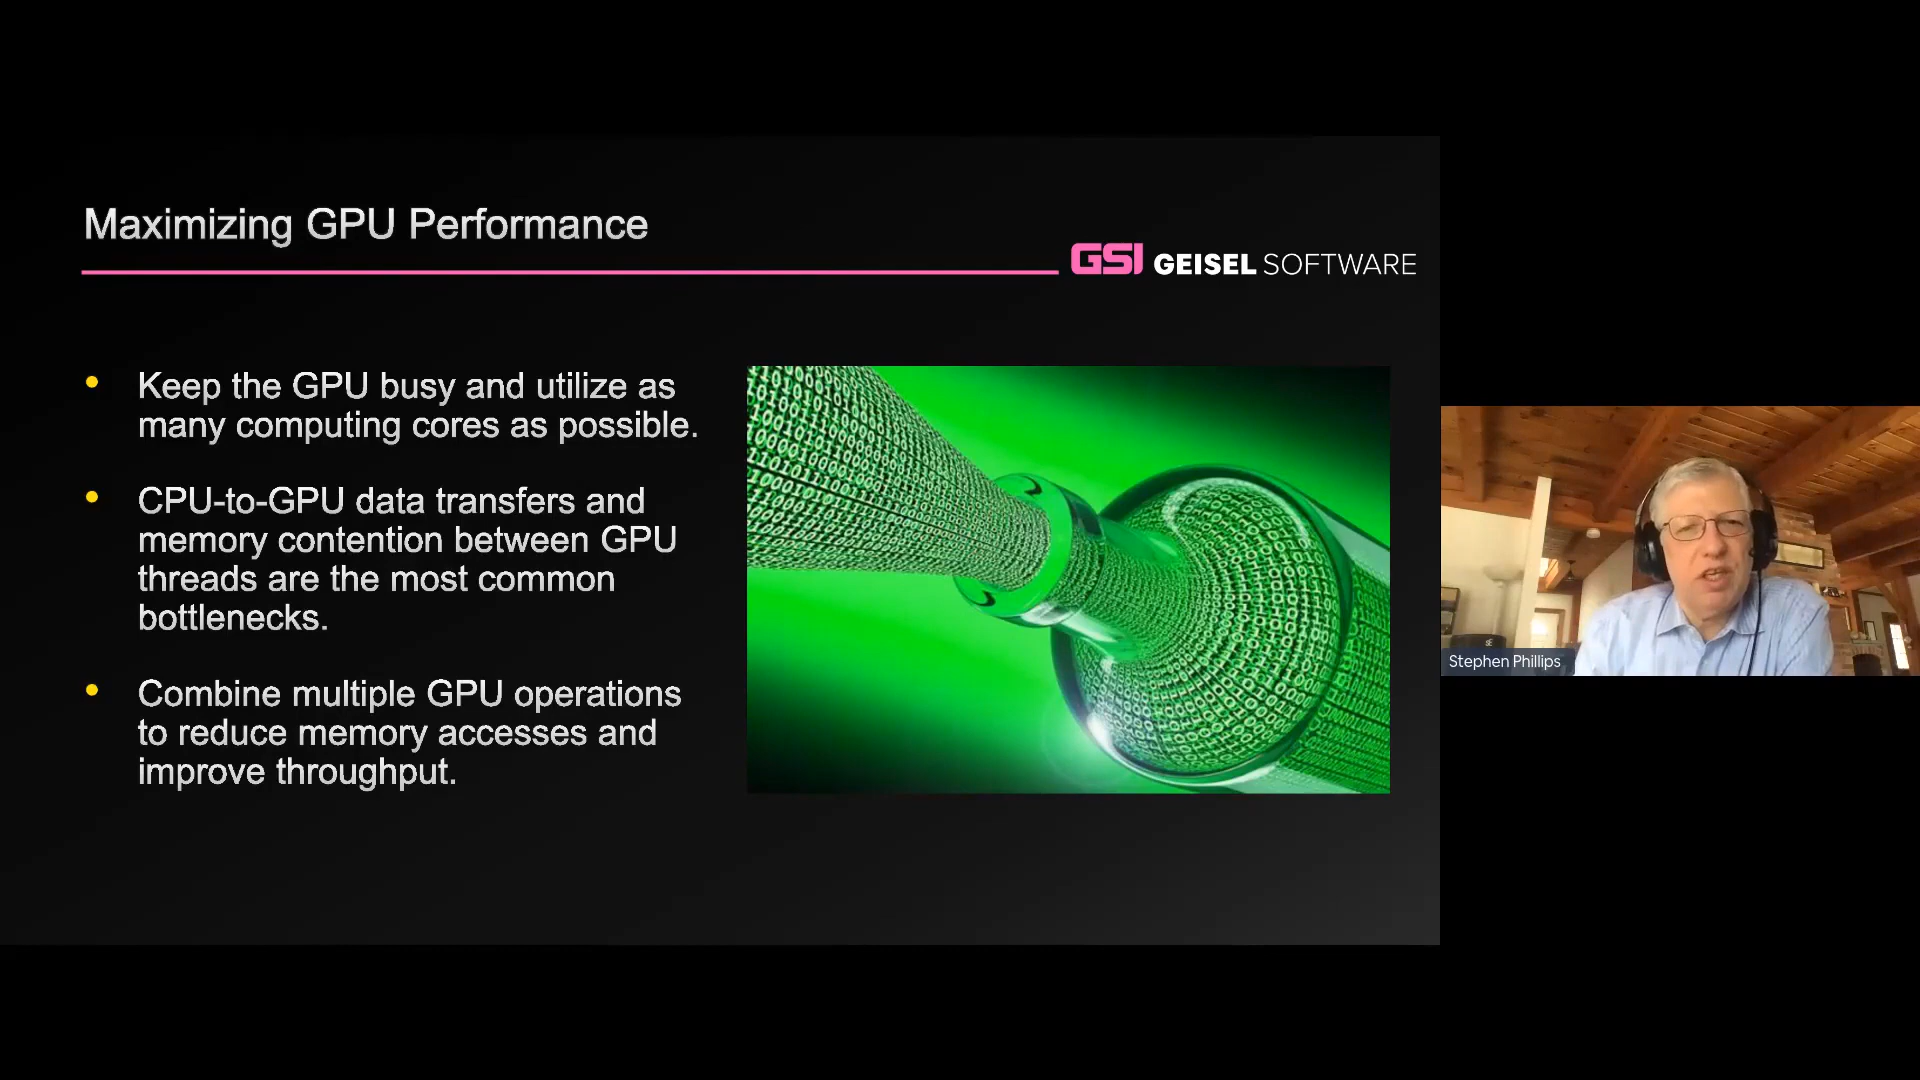 Maximizing GPU Performance
GSI GEISEL SOFTWARE
• Keep the GPU busy and utilize as
many computing cores as possible.
• CPU-to-GPU data transfers and
memory contention between GPU
threads are the most common
bottlenecks.
• Combine multiple GPU operations
to reduce memory accesses and
improve throughput.
Stephen Phillips